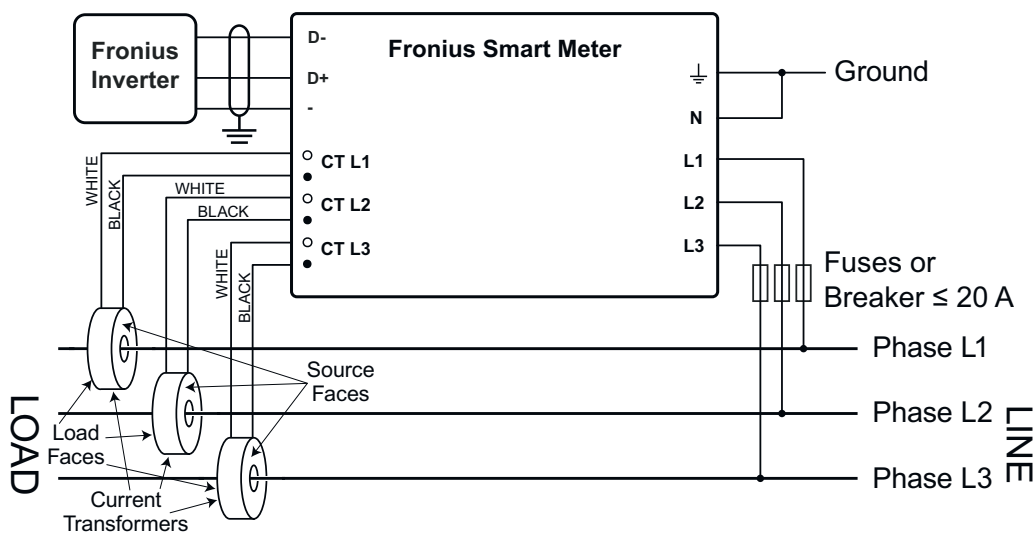 Fronius
Inverter
D-
D+
-
Fronius Smart Meter
N
L1
L2
L3
Ground
CT L1
CT L2
CT L3
WHITE
BLACK
WHITE
BLACK
WHITE
BLACK
Fuses or
Breaker ≤ 20 A
Phase L1
Phase L2
Phase L3
Source
Faces
LOAD
Load
Faces
Current
Transformers
LINE